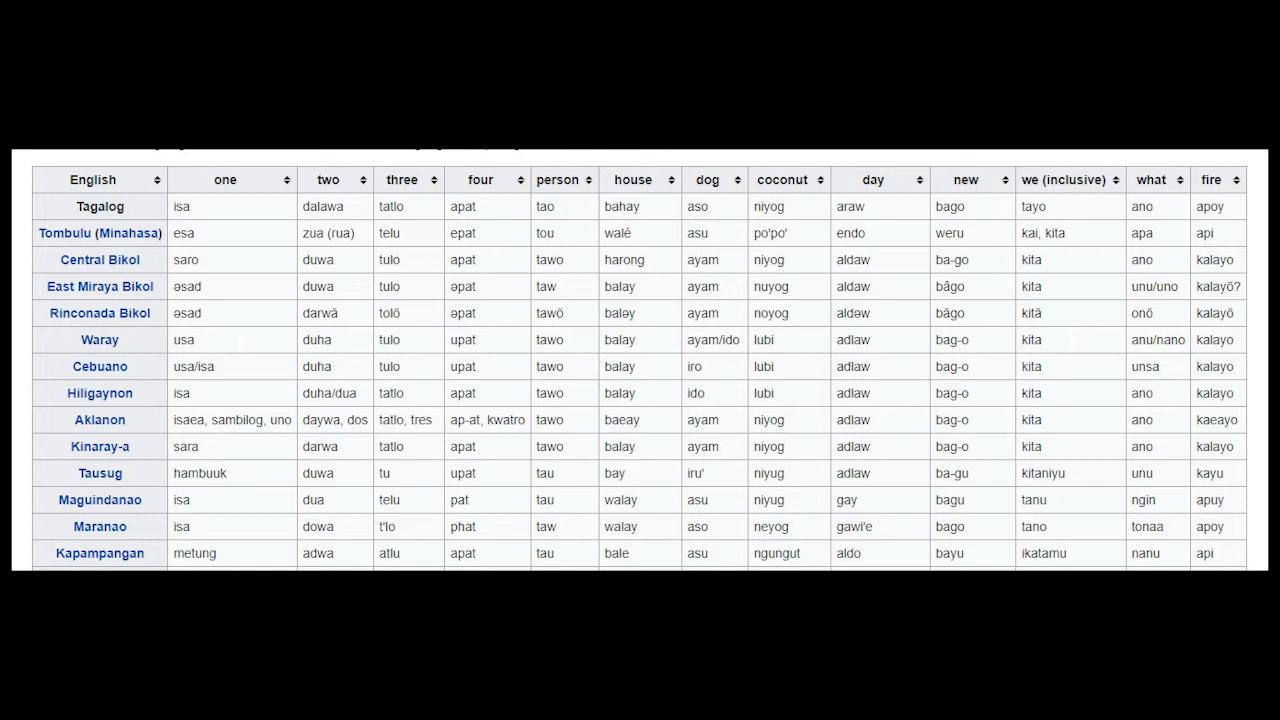 English one two three four person house dog coconut day new we (inclusive) what fire
Tagalog isa dalawa tatlo apat tao bahay aso niyog araw bago tayo ano apoy
Tombulu (Minahasa) esa zua (rua) telu epat tou walé asu po'po' endo weru kai, kita apa api
Central Bikol saro duwa tulo apat tawo harong ayam niyog aldaw ba-go kita ano kalayo
East Miraya Bikol əsad duwa tulo əpat taw balay ayam nuyog aldaw bâgo kita unu/uno kalayō?
Rinconada Bikol əsad darwā tolō əpat tawō baləy ayam noyog aldəw bāgo kitā onō kalayō
Waray usa duha tulo upat tawo balay ayam/ido lubi adlaw bag-o kita anu/nano kalayo
Cebuano usa/isa duha tulo upat tawo balay iro lubi adlaw bag-o kita unsa kalayo
Hiligaynon isa duha/dua tatlo apat tawo balay ido lubi adlaw bag-o kita ano kalayo
Aklanon isaea, sambilog, uno daywa, dos tatlo, tres ap-at, kwatro tawo baeay ayam niyog adlaw bag-o kita ano kaeayo
Kinaray-a sara darwa tatlo apat tawo balay ayam niyog adlaw bag-o kita ano kalayo
Tausug hambuuk duwa tu upat tau bay iru' niyug adlaw ba-gu kitaniyu unu kayu
Maguindanao isa dua telu pat tau walay asu niyug gay bagu tanu ngin apuy
Maranao isa dowa t'lo phat taw walay aso neyog gawi'e bago tano tonaa apoy
Kapampangan metung adwa atlu apat tau bale asu ngungut aldo bayu ikatamu nanu api